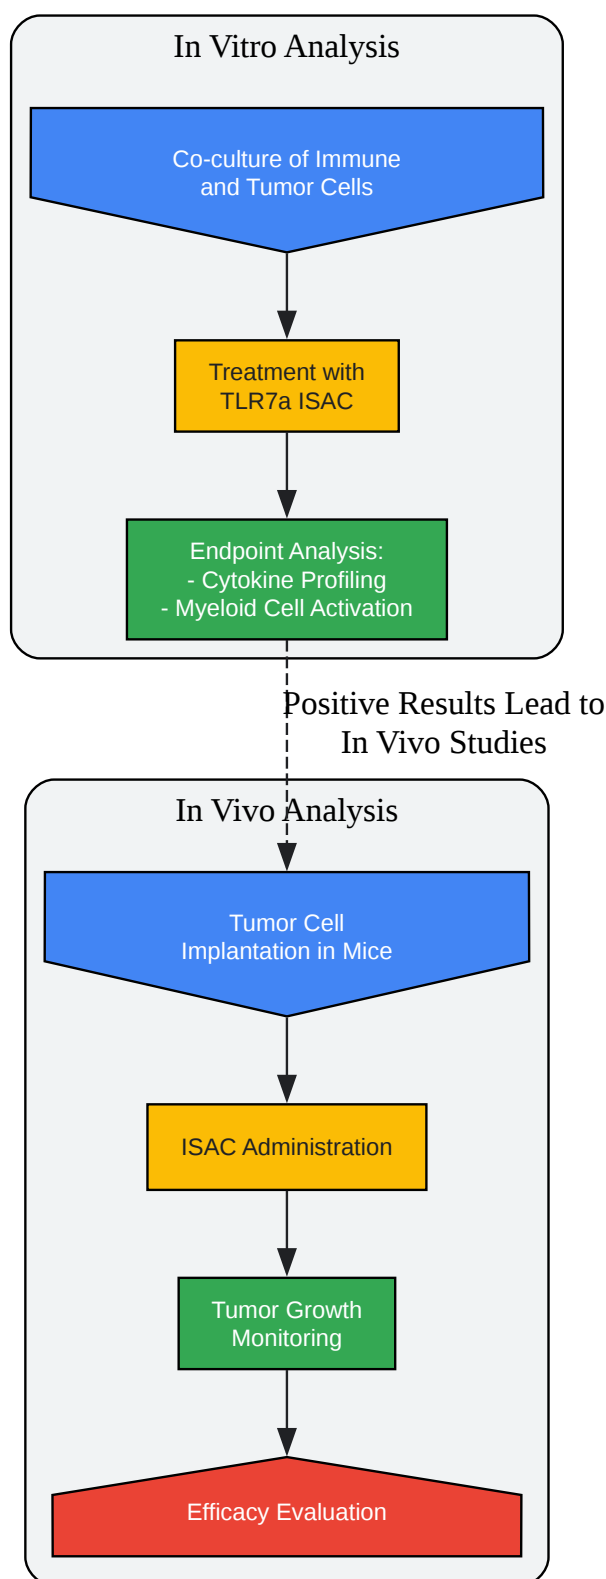 In Vitro Analysis
Co-culture of Immune
and Tumor Cells
Treatment with
TLR7a ISAC
Endpoint Analysis:
- Cytokine Profiling
- Myeloid Cell Activation
Positive Results Lead to
In Vivo Studies
In Vivo Analysis
Tumor Cell
Implantation in Mice
ISAC Administration
Tumor Growth
Monitoring
Efficacy Evaluation